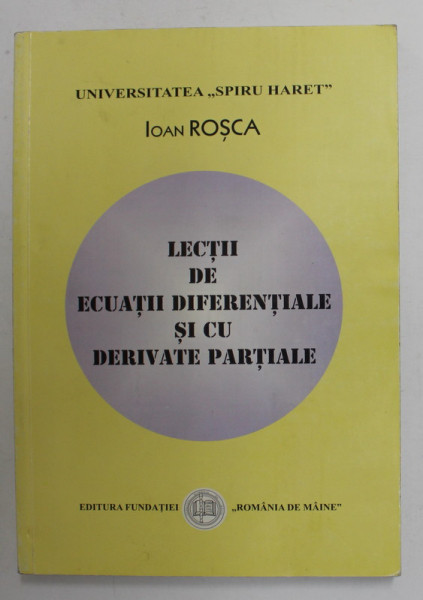 UNIVERSITATEA „SPIRU HARET”
IOAN ROȘCA
LECȚII
DE
ECUAȚII DIFERENȚIALE
ȘI CU
DERIVATE PARȚIALE
EDITURA FUNDAȚIEI „ROMÂNIA DE MÂINE”